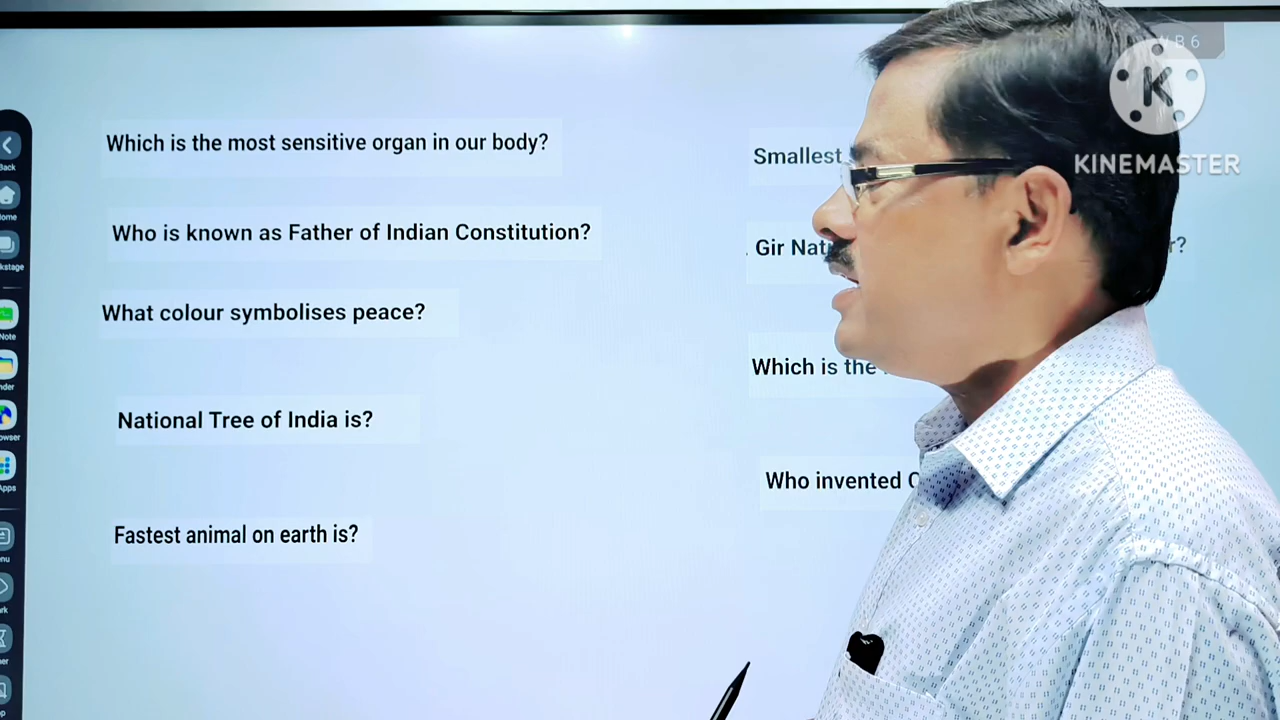 Which is the most sensitive organ in our body?
Who is known as Father of Indian Constitution?
What colour symbolises peace?
National Tree of India is?
Fastest animal on earth is?
Smallest
. Gir
Which is the
Who invented
B6
KINEMASTER
Back